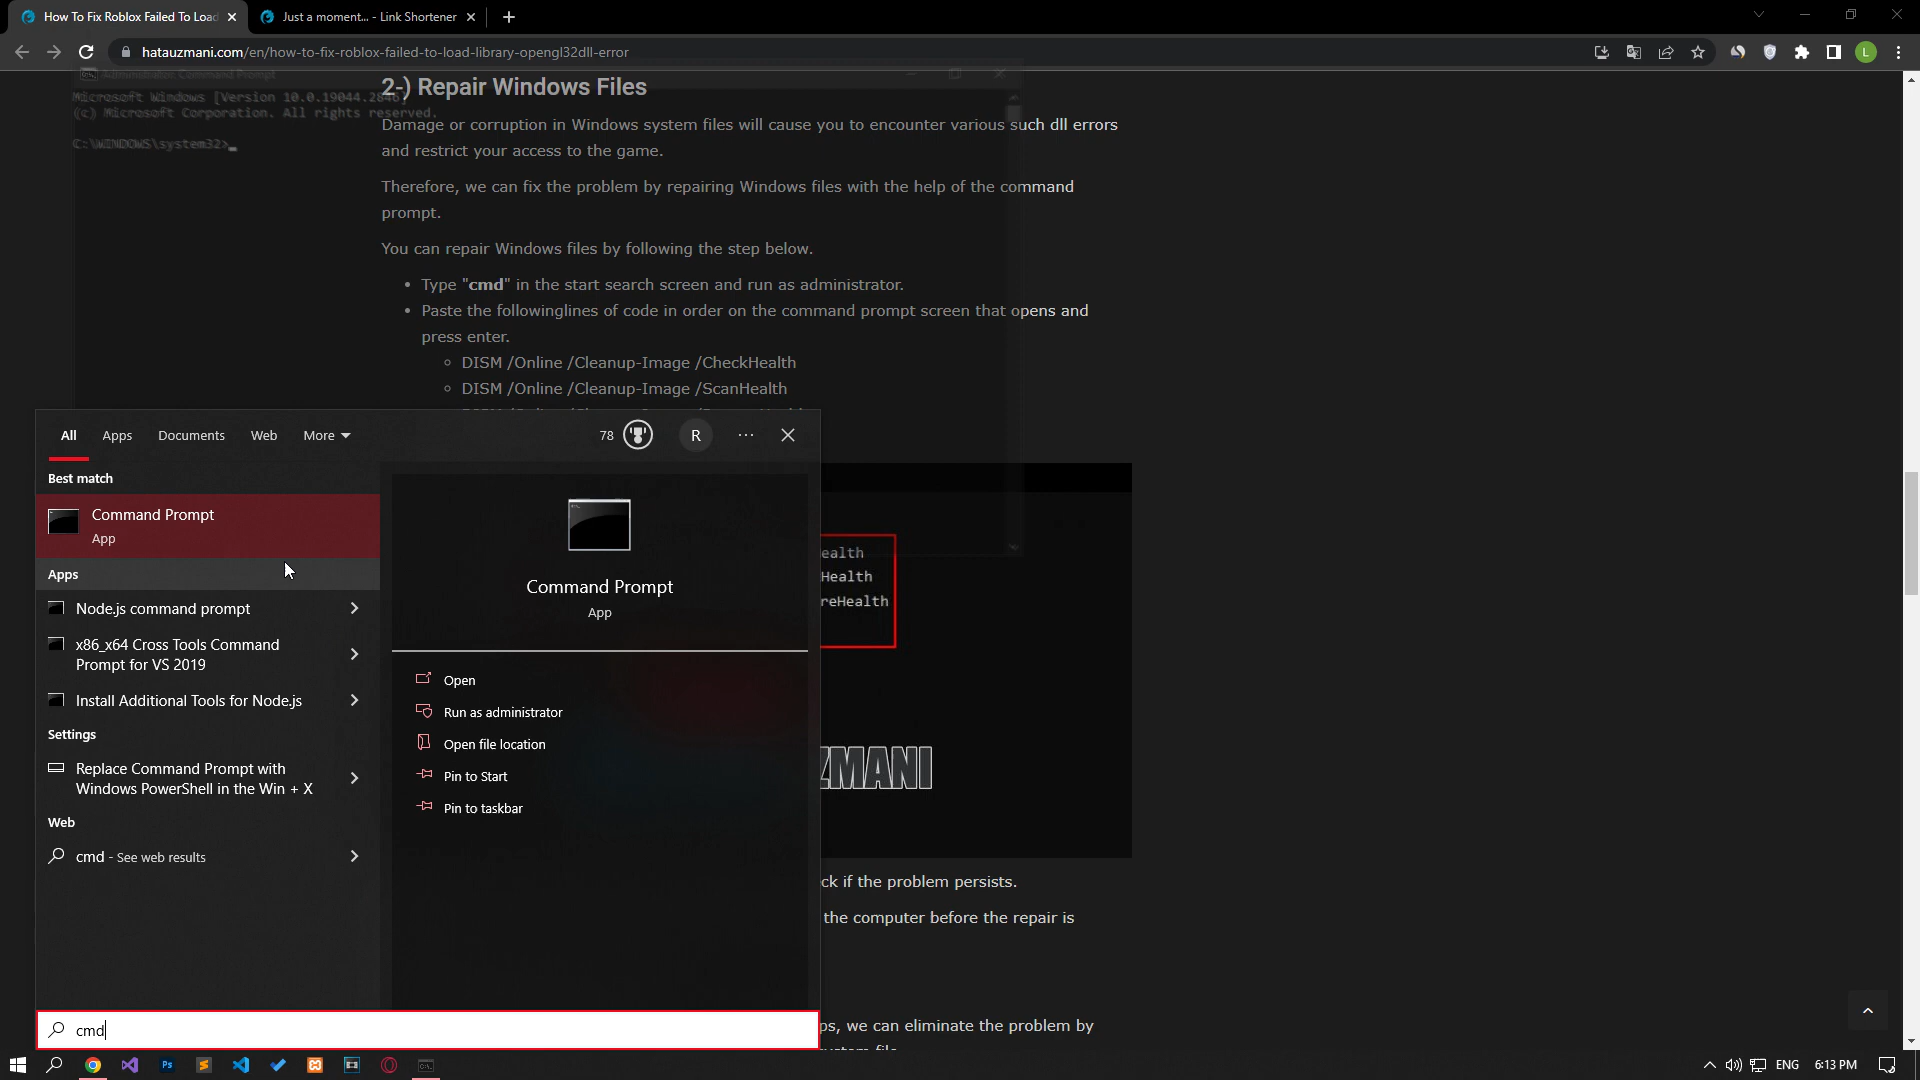 How To Fix Roblox Failed To Load
Just a moment... - Link Shortener
hatauzmani.com/en/how-to-fix-roblox-failed-to-load-library-opengl32dll-error
L
Administrator: Command Prompt
Microsoft Windows [Version 10.0.19044.2846]
(c) Microsoft Corporation. All rights reserved.
C:\WINDOWS\system32>_
2-) Repair Windows Files
Damage or corruption in Windows system files will cause you to encounter various such dll errors
and restrict your access to the game.
Therefore, we can fix the problem by repairing Windows files with the help of the command
prompt.
You can repair Windows files by following the step below.
• Type "cmd" in the start search screen and run as administrator.
• Paste the followinglines of code in order on the command prompt screen that opens and
press enter.
DISM /Online /Cleanup-Image /CheckHealth
DISM /Online /Cleanup-Image /ScanHealth
All
Apps
Documents
Web
More
78
R
Best match
Command Prompt
App
Apps
Node.js command prompt
x86_x64 Cross Tools Command
Prompt for VS 2019
Install Additional Tools for Node.js
Settings
Replace Command Prompt with
Windows PowerShell in the Win + X
Web
cmd - See web results
Command Prompt
App
Open
Run as administrator
Open file location
Pin to Start
Pin to taskbar
ealth
Health
reHealth
ZMANI
ck if the problem persists.
the computer before the repair is
ps, we can eliminate the problem by
cmd
Ps
ENG
6:13 PM